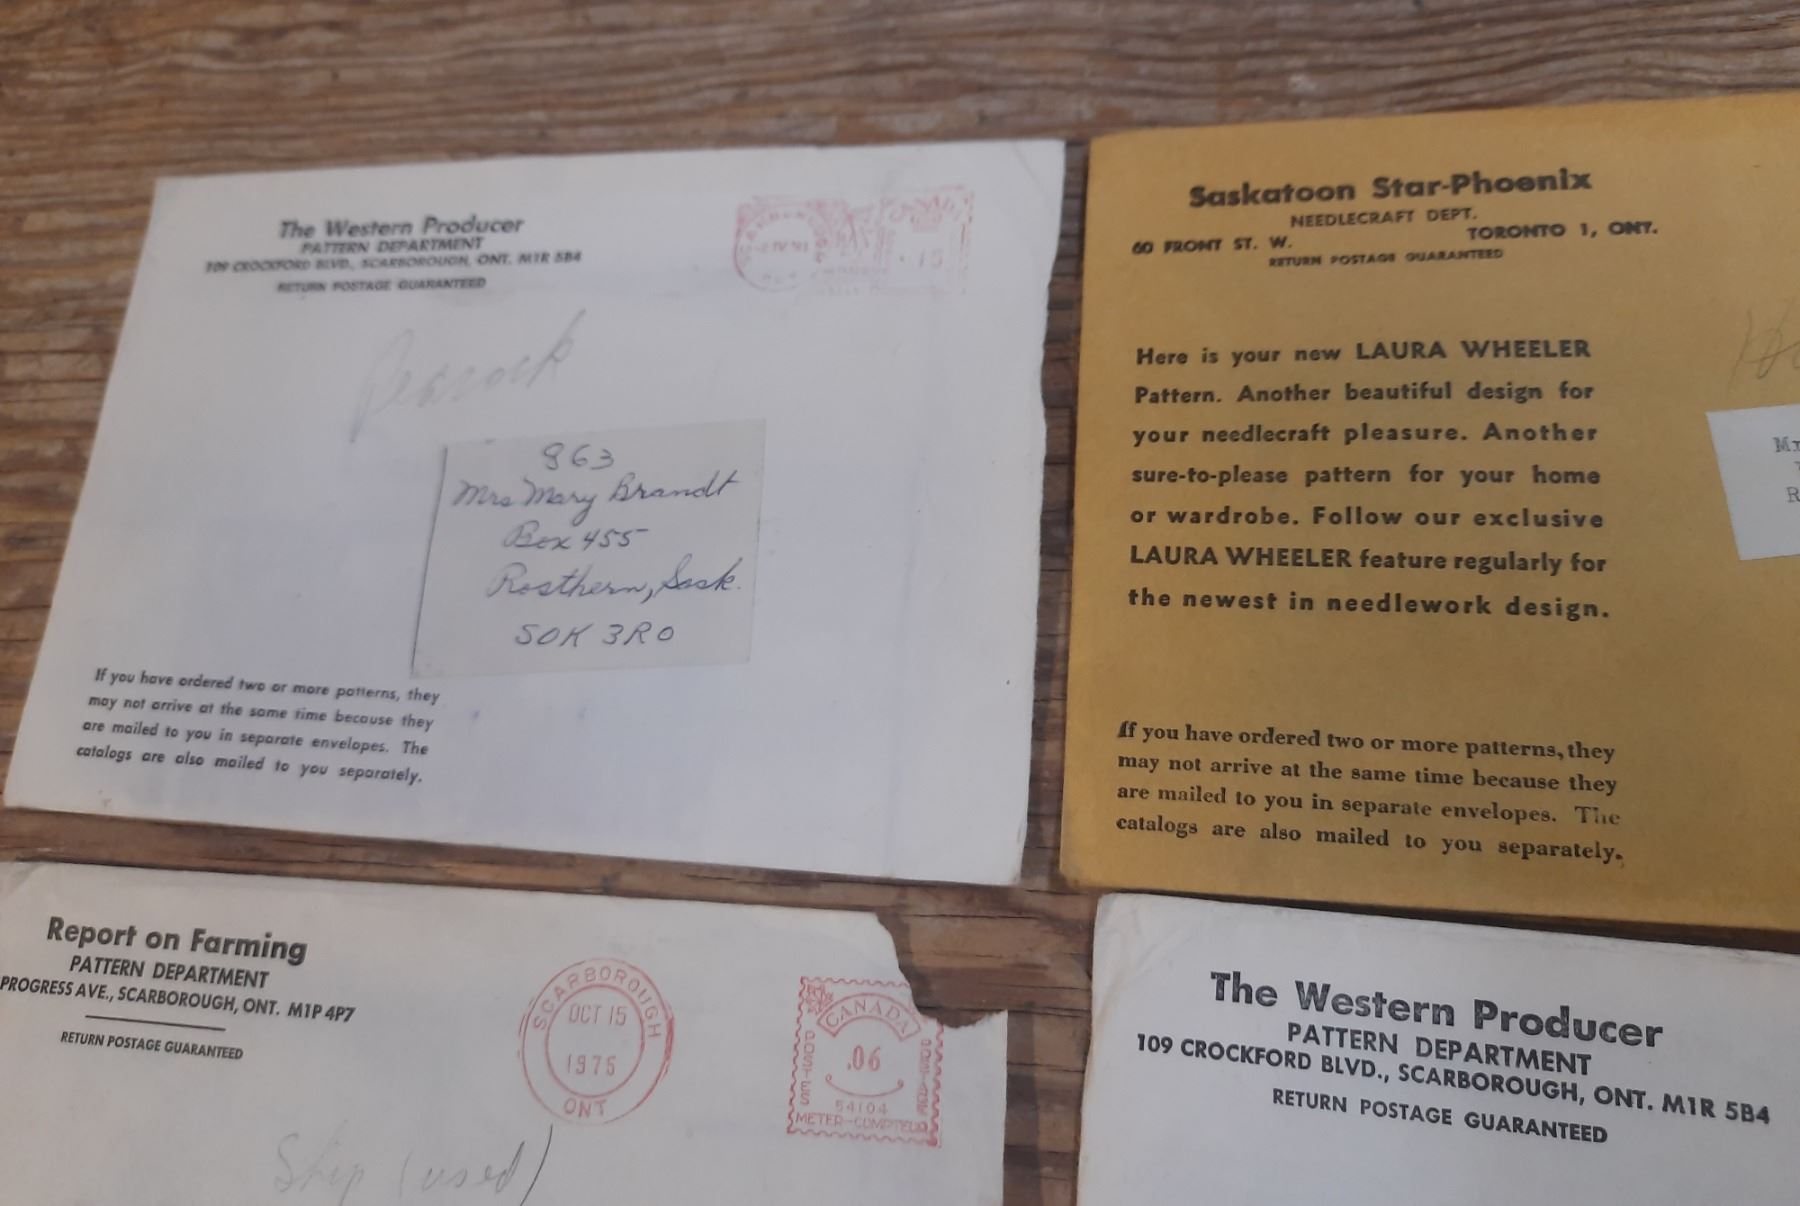 The Western Producer
PATTERN DEPARTMENT
109 CROCKFORD BLVD., SCARBOROUGH, ONT. M1R 5B4
RETURN POSTAGE GUARANTEED
Peacock
863
Mrs Mary Brandt
Box 455
Rosthern, Sask.
S0K 3R0
If you have ordered two or more patterns, they
may not arrive at the same time because they
are mailed to you in separate envelopes. The
catalogs are also mailed to you separately.
Saskatoon Star-Phoenix
NEEDLECRAFT DEPT.
60 FRONT ST. W. TORONTO 1, ONT.
RETURN POSTAGE GUARANTEED
Here is your new LAURA WHEELER
Pattern. Another beautiful design for
your needlecraft pleasure. Another
sure-to-please pattern for your home
or wardrobe. Follow our exclusive
LAURA WHEELER feature regularly for
the newest in needlework design.
If you have ordered two or more patterns, they
may not arrive at the same time because they
are mailed to you in separate envelopes. The
catalogs are also mailed to you separately.
Report on Farming
PATTERN DEPARTMENT
PROGRESS AVE., SCARBOROUGH, ONT. M1P 4P7
RETURN POSTAGE GUARANTEED
SCARBOROUGH
OCT 15
1975
ONT
CANADA
POSTES
.06
54104
METER-COMPTEUR
Ship (used)
The Western Producer
PATTERN DEPARTMENT
109 CROCKFORD BLVD., SCARBOROUGH, ONT. M1R 5B4
RETURN POSTAGE GUARANTEED